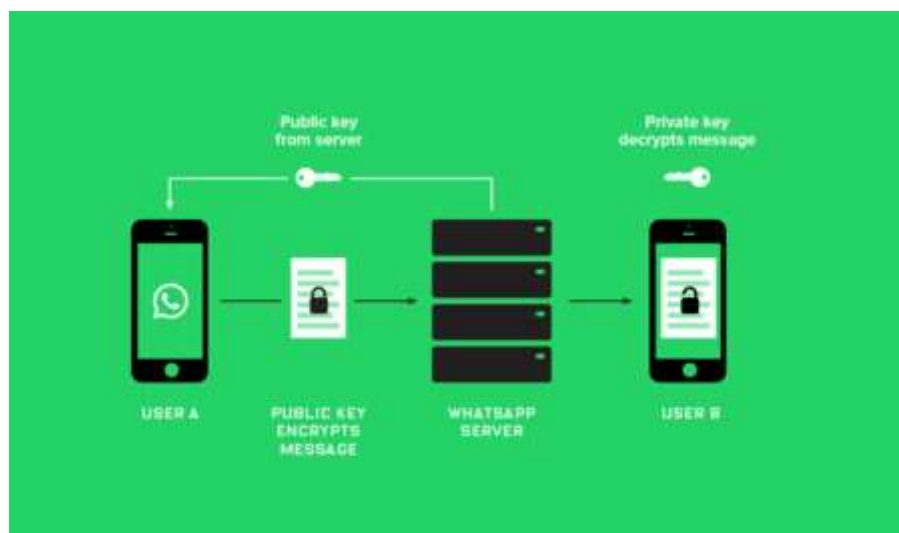 Public key
from server
Private key
decrypts message
USER A
PUBLIC KEY
ENCRYPTS
MESSAGE
WHATSAPP
SERVER
USER B